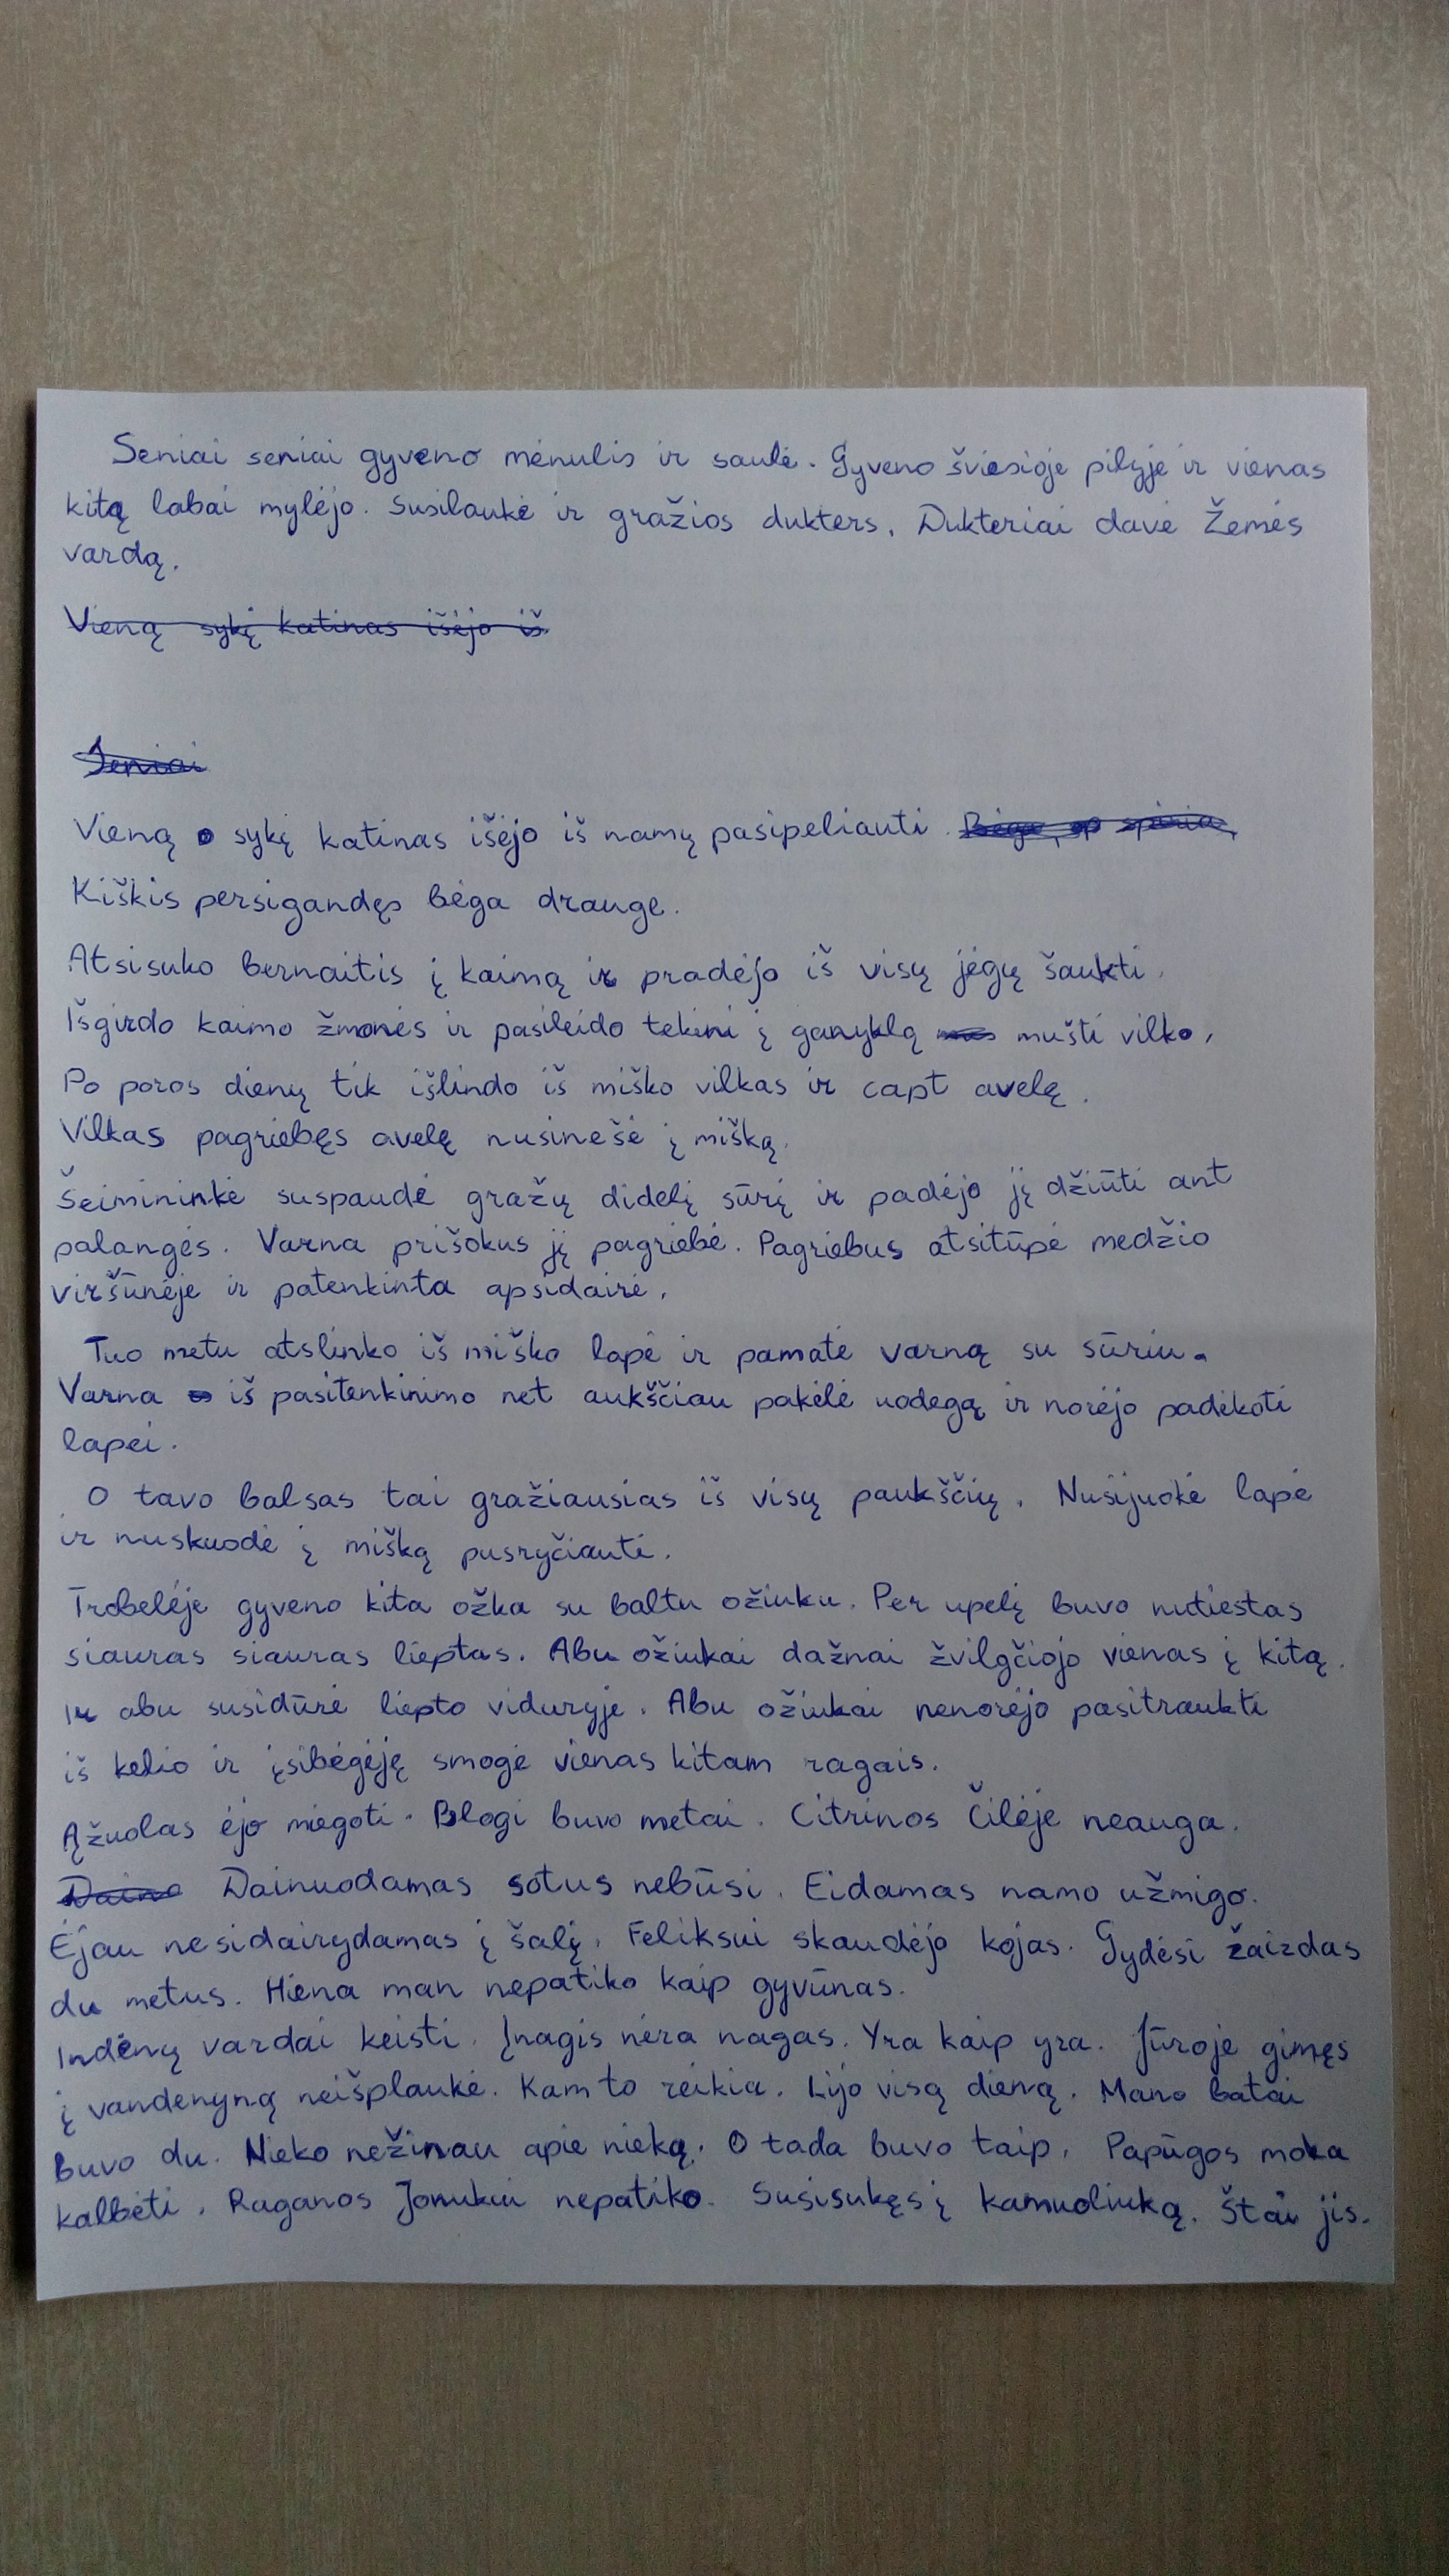 Seniai seniai gyveno mėnulis ir saulė. Gyveno šviesioje pilyje ir vienas
kitą labai mylėjo. Susilaukė ir gražios dukters. Dukteriai davė Žemės
vardą.
Vieną sykį katinas išėjo iš
Seniai
Vieną sykį katinas išėjo iš namų pasipeliauti.
Kiškis persigandęs bėga drauge.
Atsisuko bernaitis į kaimą ir pradėjo iš visų jėgų šaukti.
Išgirdo kaimo žmonės ir pasileido tekini į ganyklą mušti vilko.
Po poros dienų tik išlindo iš miško vilkas ir capt avelę.
Vilkas pagriebęs avelę nusinešė į mišką.
Šeimininkė suspaudė gražų didelį sūrį ir padėjo jį džiūti ant
palangės. Varna prišokus jį pagriebė. Pagriebus atsitūpė medžio
viršūnėje ir patenkinta apsidairė.
Tuo metu atslinko iš miško lapė ir pamatė varną su sūriu.
Varna iš pasitenkinimo net aukščiau pakėlė uodegą ir norėjo padėkoti
lapei.
O tavo balsas tai gražiausias iš visų paukščių. Nusijuokė lapė
ir nuskuodė į mišką pusryčiauti.
Trobelėje gyveno kita ožka su baltu ožiuku. Per upelį buvo nutiestas
siauras siauras lieptas. Abu ožiukai dažnai žvilgčiojo vienas į kitą.
Ir abu susidūrė liepto viduryje. Abu ožiukai nenorėjo pasitraukti
iš kelio ir įsibėgėję smogė vienas kitam ragais.
Ąžuolas ėjo miegoti. Blogi buvo metai. Citrinos Čilėje neauga.
Daino Dainuodamas sotus nebūsi. Eidamas namo užmigo.
Ėjau nesidairydamas į šalį. Feliksui skaudėjo kojas. Gydėsi žaizdas
du metus. Hiena man nepatiko kaip gyvūnas.
Indėnų vardai keisti. Įnagis nėra nagas. Yra kaip yra. Jūroje gimęs
į vandenyną neišplaukė. Kam to reikia. Lijo visą dieną. Mano batai
buvo du. Nieko nežinau apie nieką. O tada buvo taip. Papūgos moka
kalbėti. Raganos Jonukui nepatiko. Susisukęs į kamuoliuką. Štai jis.